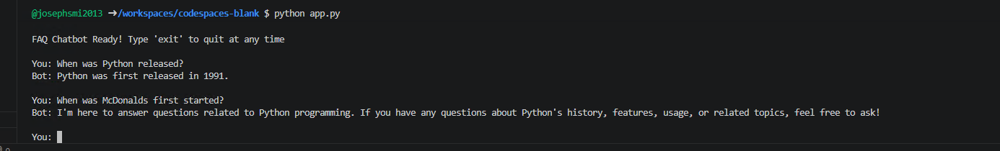 @josephsmi2013 ➜/workspaces/codespaces-blank $ python app.py
FAQ Chatbot Ready! Type 'exit' to quit at any time
You: When was Python released?
Bot: Python was first released in 1991.
You: When was McDonalds first started?
Bot: I'm here to answer questions related to Python programming. If you have any questions about Python's history, features, usage, or related topics, feel free to ask!
You: